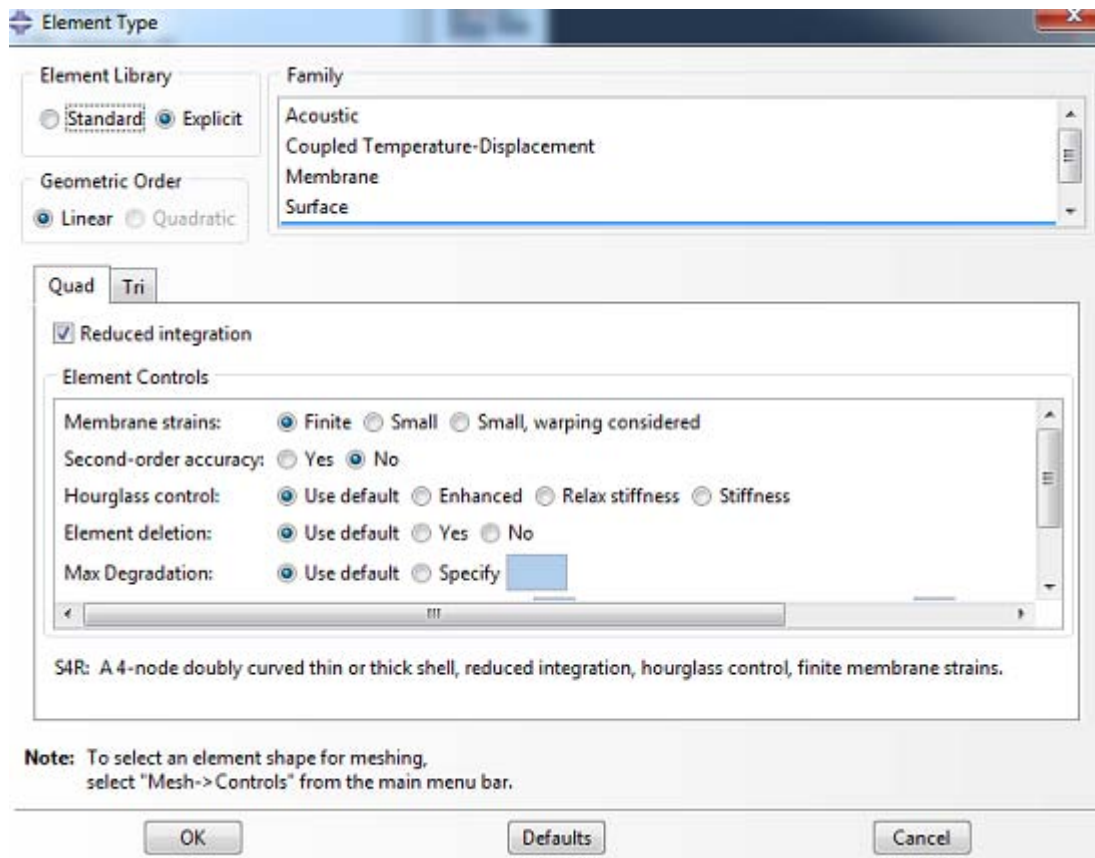 Element Type
Element Library
Standard Explicit
Geometric Order
Linear Quadratic
Family
Acoustic
Coupled Temperature-Displacement
Membrane
Surface
Quad Tri
Reduced integration
Element Controls
Membrane strains: Finite Small Small, warping considered
Second-order accuracy: Yes No
Hourglass control: Use default Enhanced Relax stiffness Stiffness
Element deletion: Use default Yes No
Max Degradation: Use default Specify
S4R: A 4-node doubly curved thin or thick shell, reduced integration, hourglass control, finite membrane strains.
Note: To select an element shape for meshing,
select "Mesh->Controls" from the main menu bar.
OK Defaults Cancel